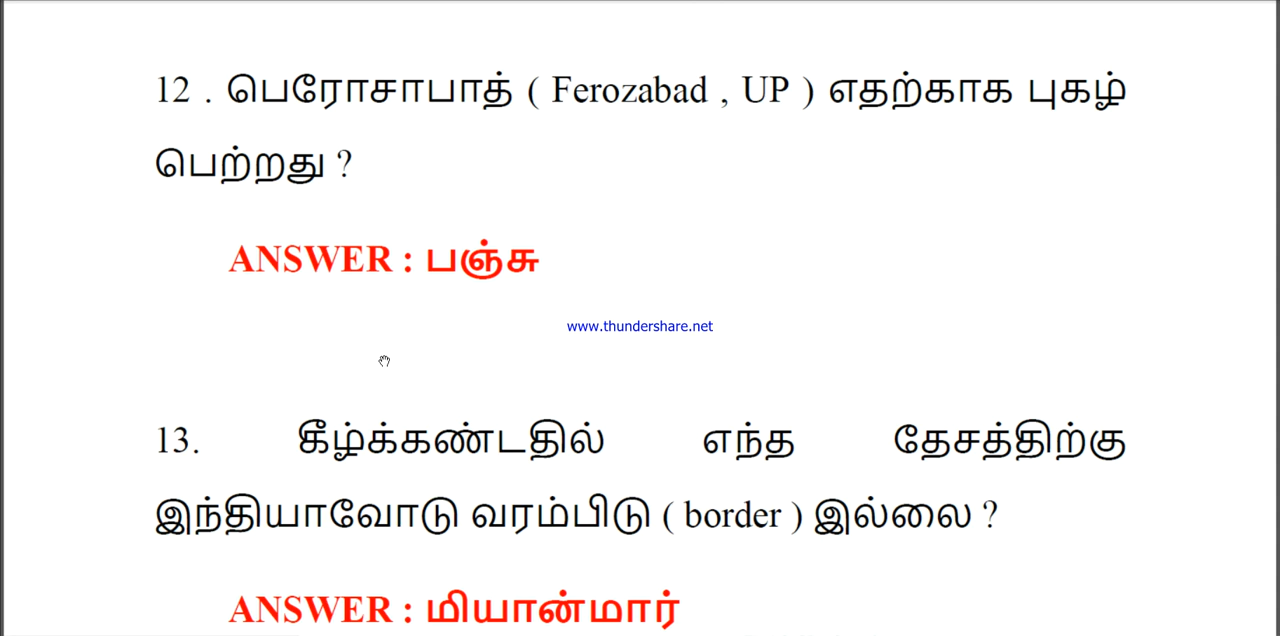 12 . பெரோசாபாத் ( Ferozabad , UP ) எதற்காக புகழ்
பெற்றது ?
ANSWER : பஞ்சு
www.thundershare.net
13. கீழ்க்கண்டதில் எந்த தேசத்திற்கு
இந்தியாவோடு வரம்பிடு ( border ) இல்லை ?
ANSWER : மியான்மார்